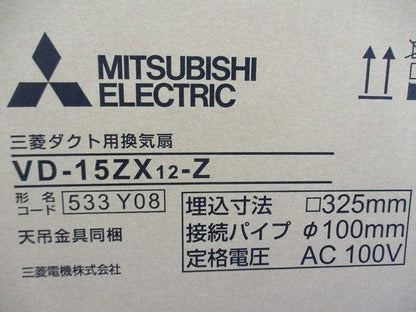 MITSUBISHI
ELECTRIC
三菱ダクト用換気扇
VD-15ZX12-Z
形名コード 533 Y08
天吊金具同梱
三菱電機株式会社
埋込寸法 □325mm
接続パイプ φ100mm
定格電圧 AC 100V